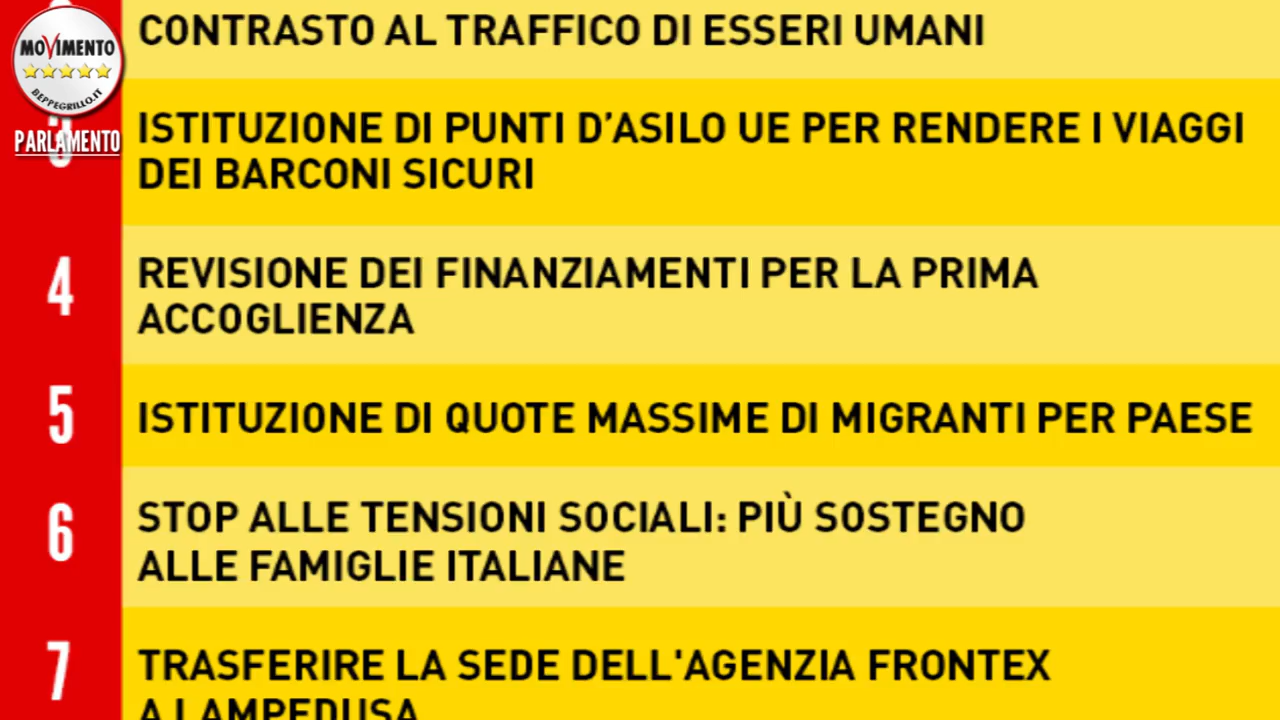 MOVIMENTO
BEPPEGRILLO.IT
PARLAMENTO
CONTRASTO AL TRAFFICO DI ESSERI UMANI
3
ISTITUZIONE DI PUNTI D'ASILO UE PER RENDERE I VIAGGI
DEI BARCONI SICURI
4
REVISIONE DEI FINANZIAMENTI PER LA PRIMA
ACCOGLIENZA
5
ISTITUZIONE DI QUOTE MASSIME DI MIGRANTI PER PAESE
6
STOP ALLE TENSIONI SOCIALI: PIÙ SOSTEGNO
ALLE FAMIGLIE ITALIANE
7
TRASFERIRE LA SEDE DELL'AGENZIA FRONTEX
A LAMPEDUSA